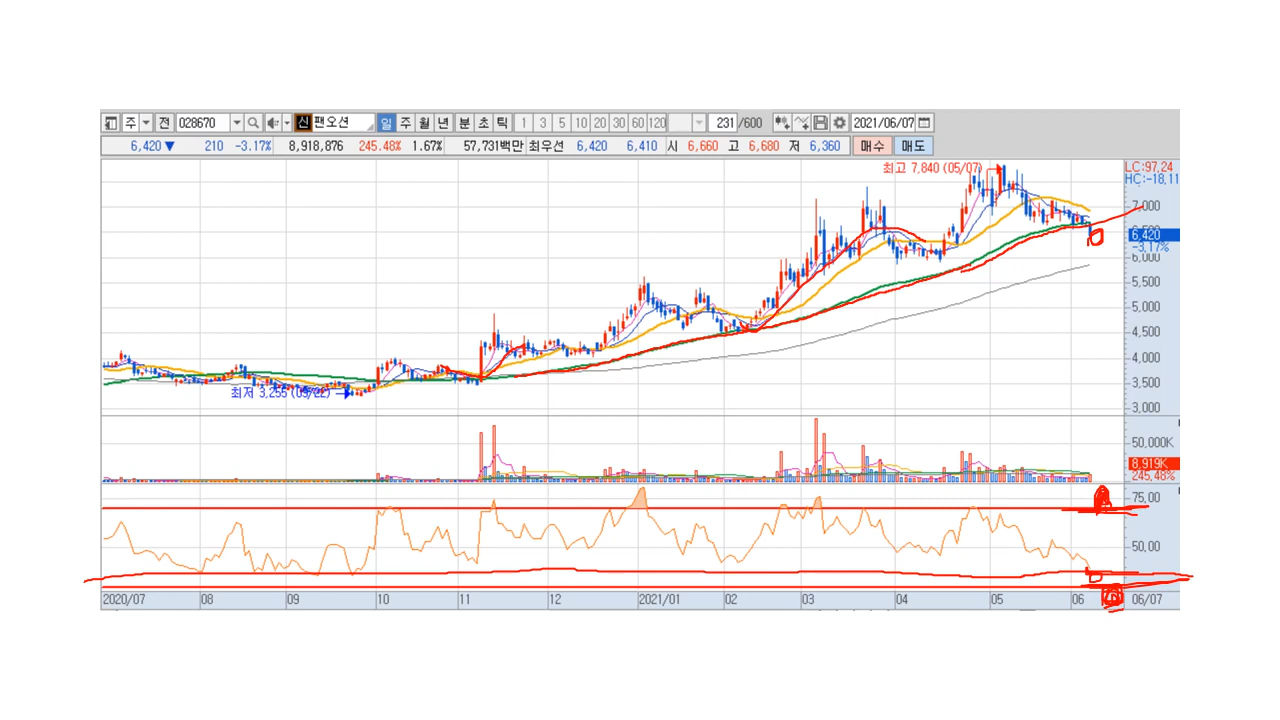 주 전 028670 신 팬오션 일 주 월 년 분 초 틱 1 3 5 10 20 30 60 120 231 /600 2021/06/07
6,420 ▼ 210 -3.17% 8,918,876 245.48% 1.67% 57,731백만 최우선 6,420 6,410 시 6,660 고 6,680 저 6,360 매수 매도
최고 7,840 (05/07)
LC:97,24
HC:-18,11
7,000
6,420
-3.17%
6,000
5,500
5,000
4,500
4,000
3,500
최저 3,255 (09/22)
3,000
50,000K
8,919K
245,48%
75,00
50,00
2020/07 08 09 10 11 12 2021/01 02 03 04 05 06 06/07